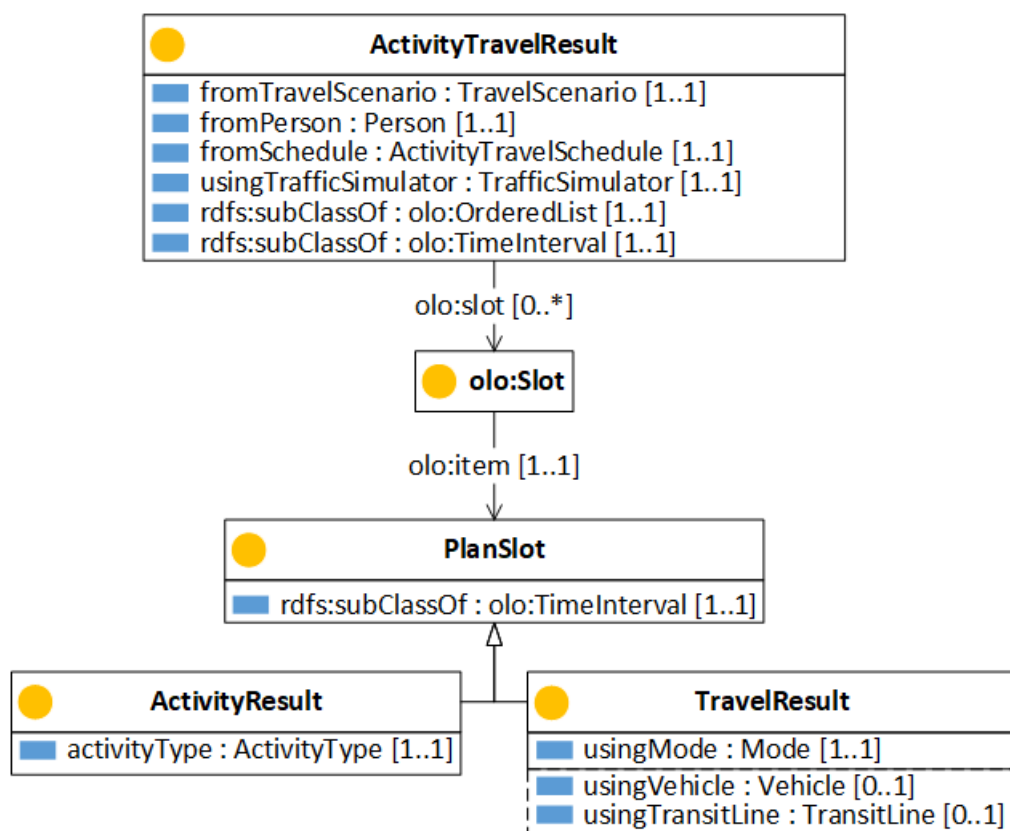 ActivityTravelResult
fromTravelScenario : TravelScenario [1..1]
fromPerson : Person [1..1]
fromSchedule : ActivityTravelSchedule [1..1]
usingTrafficSimulator : TrafficSimulator [1..1]
rdfs:subClassOf : olo:OrderedList [1..1]
rdfs:subClassOf : olo:TimeInterval [1..1]
olo:slot [0..*]
olo:Slot
olo:item [1..1]
PlanSlot
rdfs:subClassOf : olo:TimeInterval [1..1]
ActivityResult
activityType : ActivityType [1..1]
TravelResult
usingMode : Mode [1..1]
usingVehicle : Vehicle [0..1]
usingTransitLine : TransitLine [0..1]